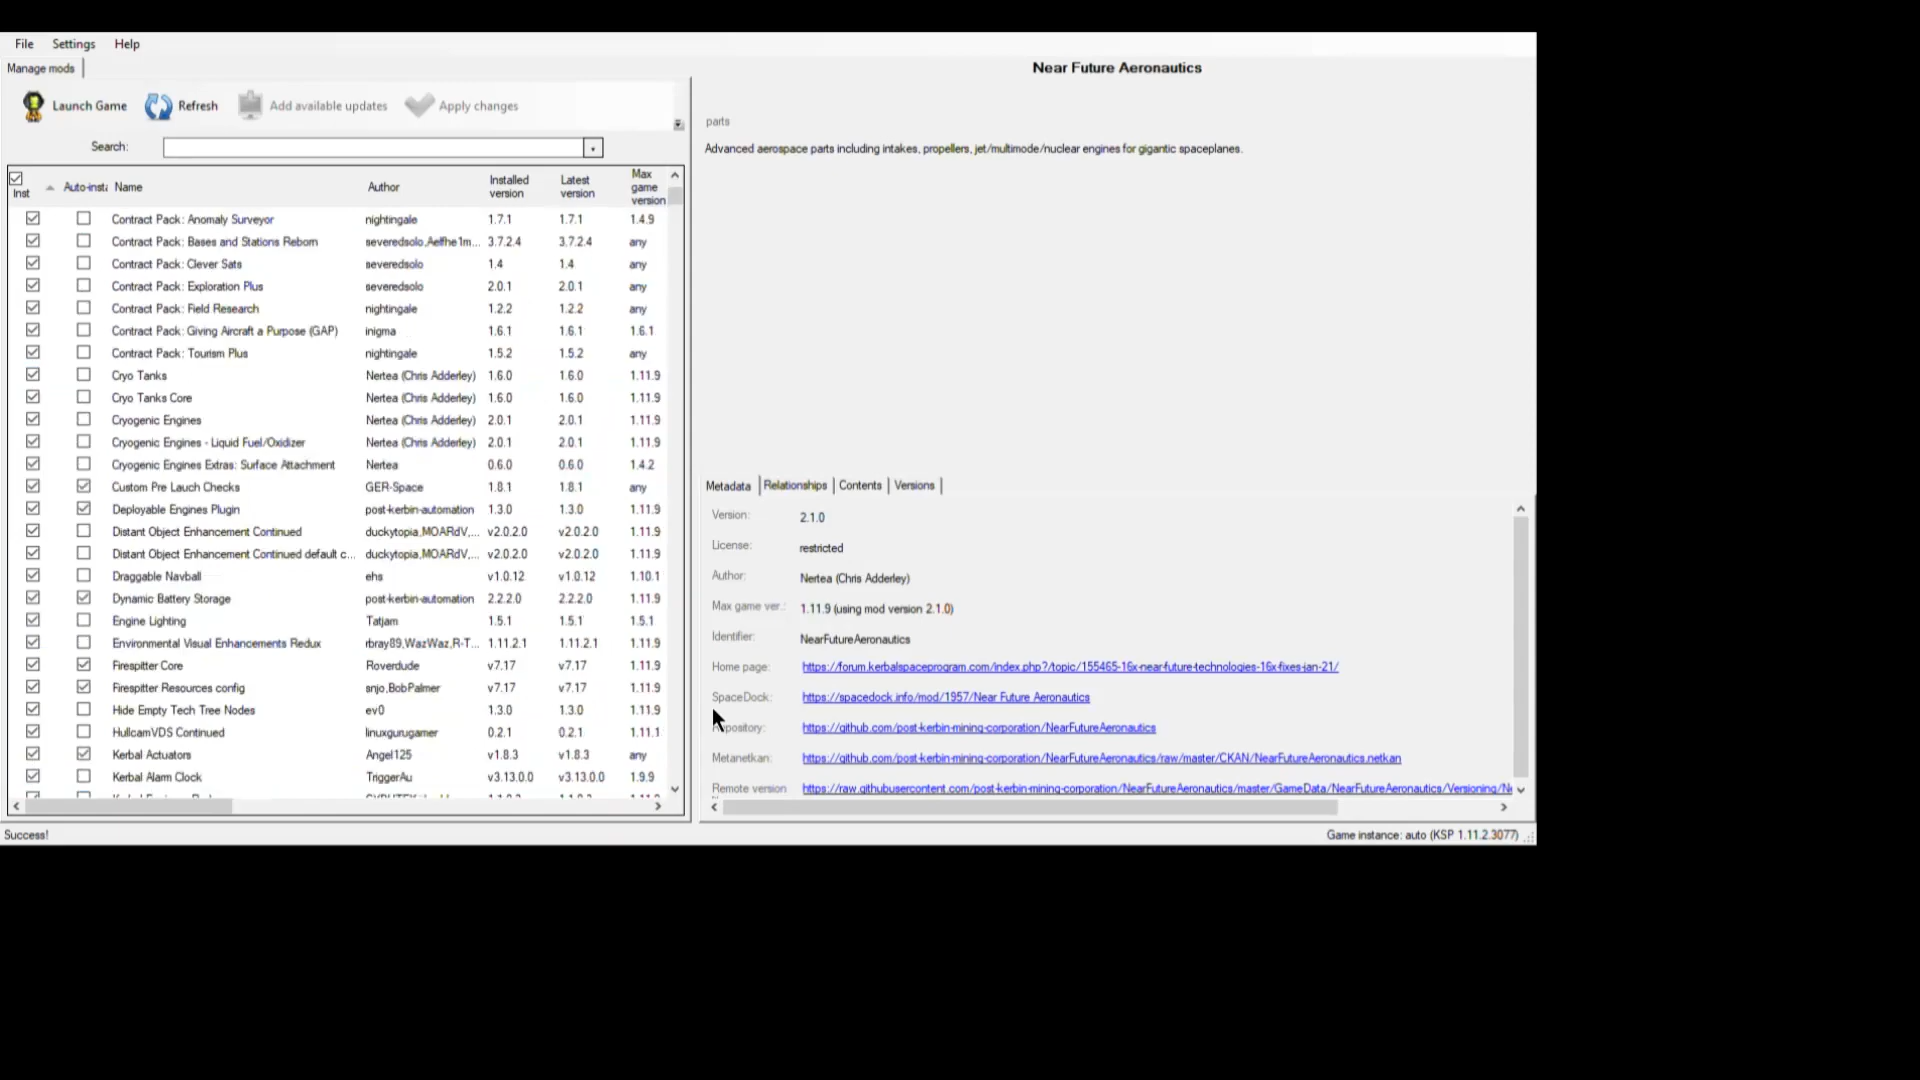 File Settings Help
Manage mods
Near Future Aeronautics
Launch Game Refresh Add available updates Apply changes
parts
Search:
Advanced aerospace parts including intakes, propellers, jet/multimode/nuclear engines for gigantic spaceplanes.
Inst Auto-insta Name Author Installed version Latest version Max game version
Contract Pack: Anomaly Surveyor nightingale 1.7.1 1.7.1 1.4.9
Contract Pack: Bases and Stations Reborn severedsolo,Aelfhe1m... 3.7.2.4 3.7.2.4 any
Contract Pack: Clever Sats severedsolo 1.4 1.4 any
Contract Pack: Exploration Plus severedsolo 2.0.1 2.0.1 any
Contract Pack: Field Research nightingale 1.2.2 1.2.2 any
Contract Pack: Giving Aircraft a Purpose (GAP) inigma 1.6.1 1.6.1 1.6.1
Contract Pack: Tourism Plus nightingale 1.5.2 1.5.2 any
Cryo Tanks Nertea (Chris Adderley) 1.6.0 1.6.0 1.11.9
Cryo Tanks Core Nertea (Chris Adderley) 1.6.0 1.6.0 1.11.9
Cryogenic Engines Nertea (Chris Adderley) 2.0.1 2.0.1 1.11.9
Cryogenic Engines - Liquid Fuel/Oxidizer Nertea (Chris Adderley) 2.0.1 2.0.1 1.11.9
Cryogenic Engines Extras: Surface Attachment Nertea 0.6.0 0.6.0 1.4.2
Custom Pre Lauch Checks GER-Space 1.8.1 1.8.1 any
Deployable Engines Plugin post-kerbin-automation 1.3.0 1.3.0 1.11.9
Distant Object Enhancement Continued duckytopia,MOARdV,... v2.0.2.0 v2.0.2.0 1.11.9
Distant Object Enhancement Continued default c... duckytopia,MOARdV,... v2.0.2.0 v2.0.2.0 1.11.9
Draggable Navball ehs v1.0.12 v1.0.12 1.10.1
Dynamic Battery Storage post-kerbin-automation 2.2.2.0 2.2.2.0 1.11.9
Engine Lighting Tatjam 1.5.1 1.5.1 1.5.1
Environmental Visual Enhancements Redux rbray89,WazWaz,R-T... 1.11.2.1 1.11.2.1 1.11.9
Firespitter Core Roverdude v7.17 v7.17 1.11.9
Firespitter Resources config snjo,BobPalmer v7.17 v7.17 1.11.9
Hide Empty Tech Tree Nodes ev0 1.3.0 1.3.0 1.11.9
HullcamVDS Continued linuxgurugamer 0.2.1 0.2.1 1.11.1
Kerbal Actuators Angel125 v1.8.3 v1.8.3 any
Kerbal Alarm Clock TriggerAu v3.13.0.0 v3.13.0.0 1.9.9
Metadata Relationships Contents Versions
Version: 2.1.0
License: restricted
Author: Nertea (Chris Adderley)
Max game ver.: 1.11.9 (using mod version 2.1.0)
Identifier: NearFutureAeronautics
Home page: https://forum.kerbalspaceprogram.com/index.php?/topic/155465-16x-near-future-technologies-16x-fixes-jan-21/
SpaceDock: https://spacedock.info/mod/1957/Near Future Aeronautics
https://github.com/post-kerbin-mining-corporation/NearFutureAeronautics
Metanetkan: https://github.com/post-kerbin-mining-corporation/NearFutureAeronautics/raw/master/CKAN/NearFutureAeronautics.netkan
Remote version https://raw.githubusercontent.com/post-kerbin-mining-corporation/NearFutureAeronautics/master/GameData/NearFutureAeronautics/Versioning/N
Success!
Game instance: auto (KSP 1.11.2.3077)